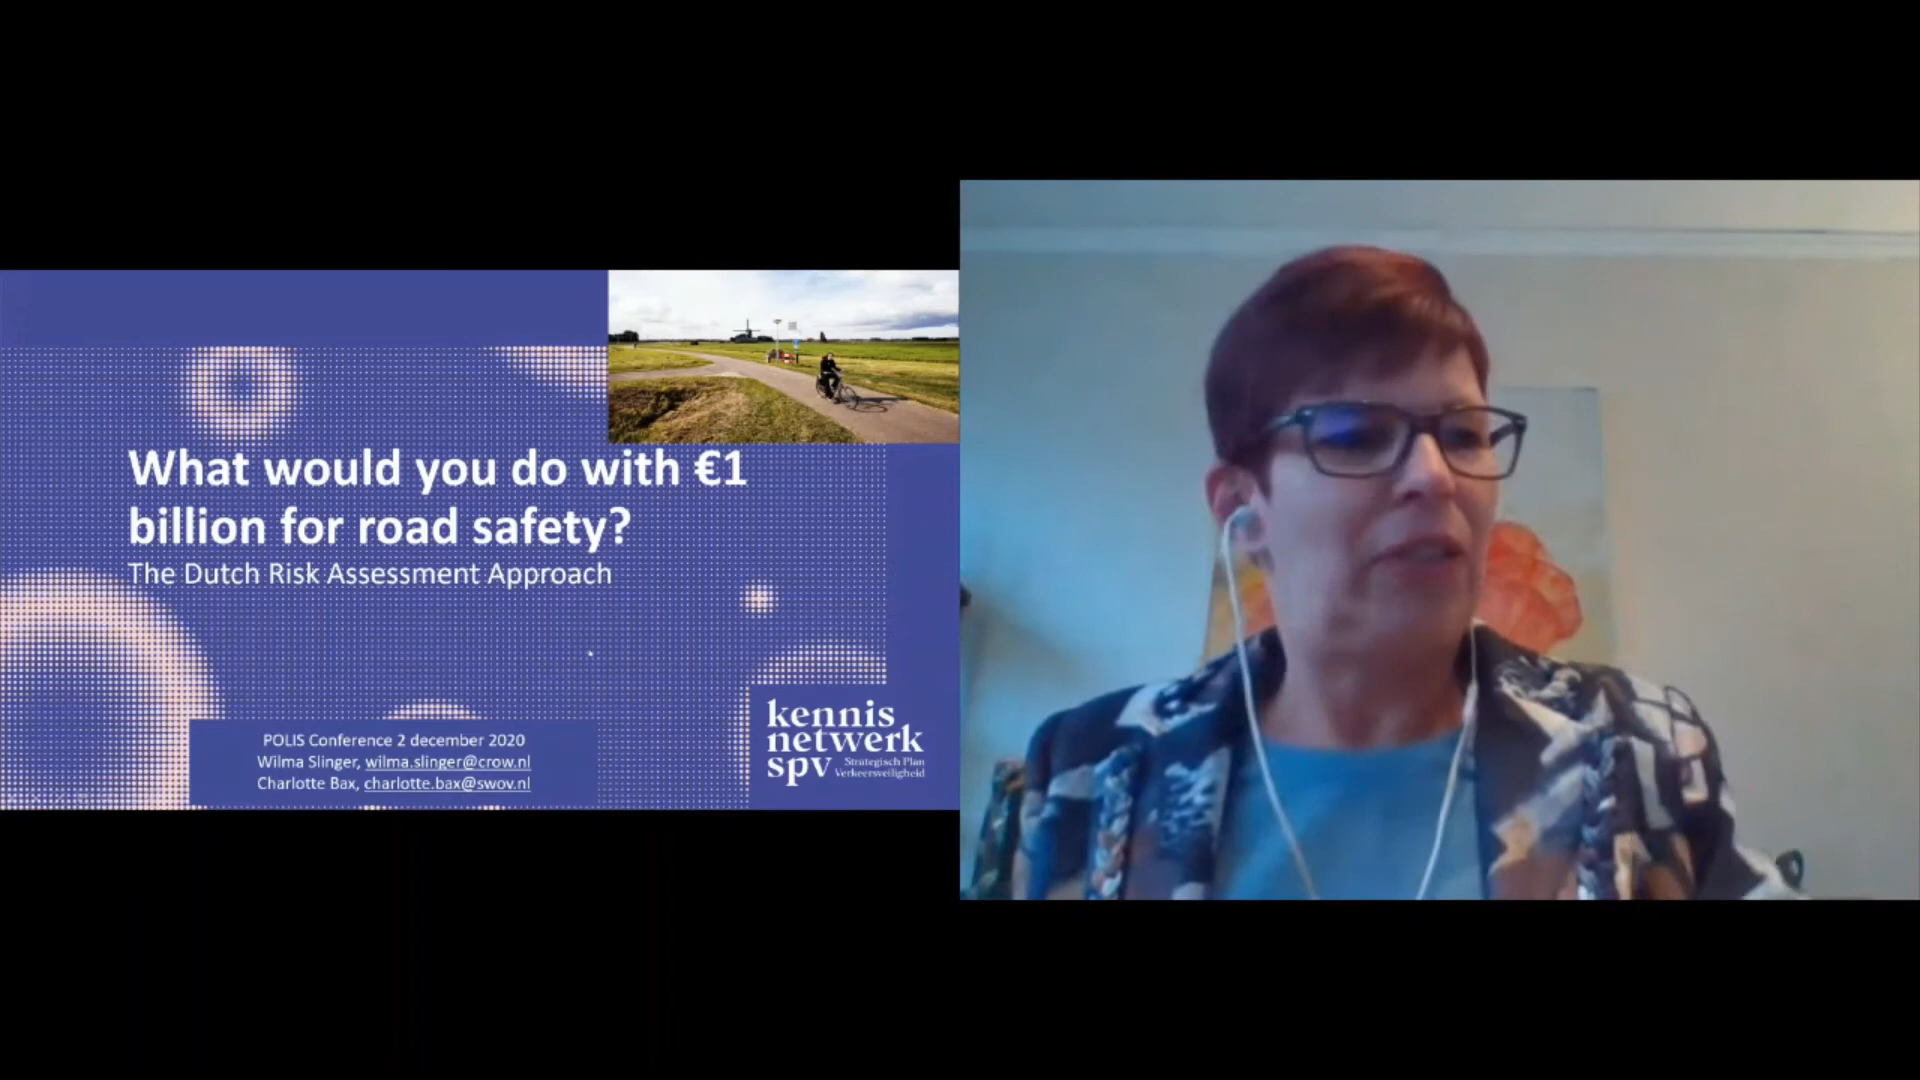 What would you do with €1
billion for road safety?
The Dutch Risk Assessment Approach
POLIS Conference 2 december 2020
Wilma Slinger, wilma.slinger@crow.nl
Charlotte Bax, charlotte.bax@swov.nl
kennis
netwerk
spv Strategisch Plan
Verkeersveiligheid